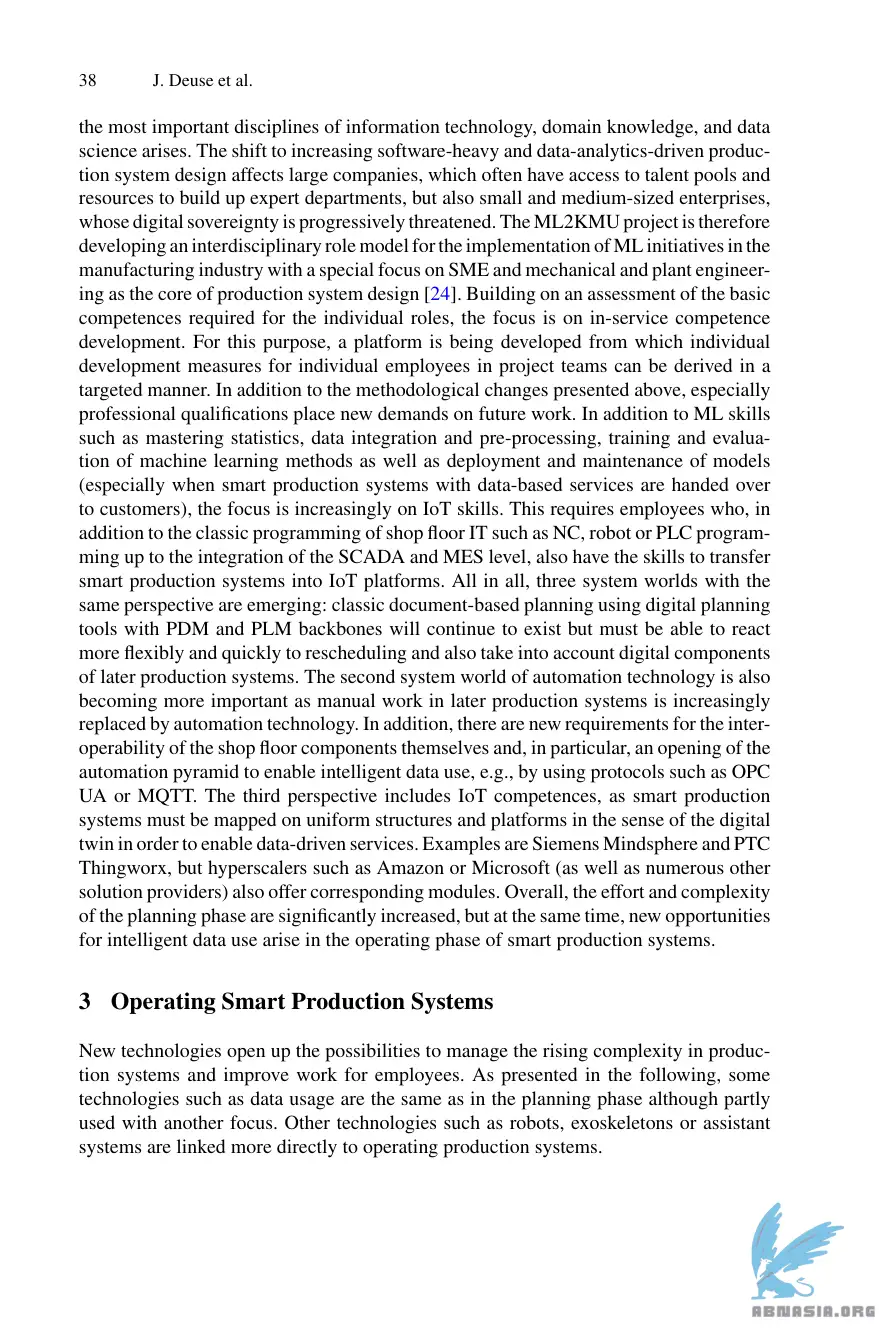 38 J. Deuse et al.
the most important disciplines of information technology, domain knowledge, and data
science arises. The shift to increasing software-heavy and data-analytics-driven produc-
tion system design affects large companies, which often have access to talent pools and
resources to build up expert departments, but also small and medium-sized enterprises,
whose digital sovereignty is progressively threatened. The ML2KMU project is therefore
developing an interdisciplinary role model for the implementation of ML initiatives in the
manufacturing industry with a special focus on SME and mechanical and plant engineer-
ing as the core of production system design [24]. Building on an assessment of the basic
competences required for the individual roles, the focus is on in-service competence
development. For this purpose, a platform is being developed from which individual
development measures for individual employees in project teams can be derived in a
targeted manner. In addition to the methodological changes presented above, especially
professional qualifications place new demands on future work. In addition to ML skills
such as mastering statistics, data integration and pre-processing, training and evalua-
tion of machine learning methods as well as deployment and maintenance of models
(especially when smart production systems with data-based services are handed over
to customers), the focus is increasingly on IoT skills. This requires employees who, in
addition to the classic programming of shop floor IT such as NC, robot or PLC program-
ming up to the integration of the SCADA and MES level, also have the skills to transfer
smart production systems into IoT platforms. All in all, three system worlds with the
same perspective are emerging: classic document-based planning using digital planning
tools with PDM and PLM backbones will continue to exist but must be able to react
more flexibly and quickly to rescheduling and also take into account digital components
of later production systems. The second system world of automation technology is also
becoming more important as manual work in later production systems is increasingly
replaced by automation technology. In addition, there are new requirements for the inter-
operability of the shop floor components themselves and, in particular, an opening of the
automation pyramid to enable intelligent data use, e.g., by using protocols such as OPC
UA or MQTT. The third perspective includes IoT competences, as smart production
systems must be mapped on uniform structures and platforms in the sense of the digital
twin in order to enable data-driven services. Examples are Siemens Mindsphere and PTC
Thingworx, but hyperscalers such as Amazon or Microsoft (as well as numerous other
solution providers) also offer corresponding modules. Overall, the effort and complexity
of the planning phase are significantly increased, but at the same time, new opportunities
for intelligent data use arise in the operating phase of smart production systems.
3 Operating Smart Production Systems
New technologies open up the possibilities to manage the rising complexity in produc-
tion systems and improve work for employees. As presented in the following, some
technologies such as data usage are the same as in the planning phase although partly
used with another focus. Other technologies such as robots, exoskeletons or assistant
systems are linked more directly to operating production systems.
ABNASIA.ORG